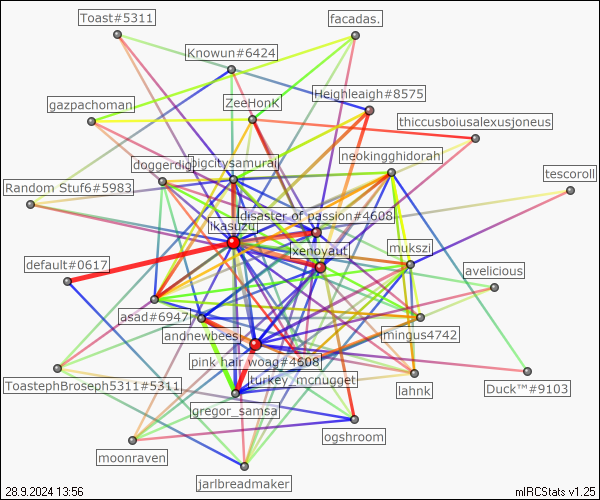 Toast#5311
facadas.
Knowun#6424
Heighleaigh#8575
gazpachoman
ZeeHonK
thiccusboiusalexusjoneus
neokingghidorah
bigcitysamurai
doggerdig
tescoroll
Random Stuf6#5983
disaster of passion#4608
likasuzu
xenoyaut
mukszi
default#0617
avelicious
asad#6947
andnewbees
mingus4742
pink hair woag#4608
turkey_mcnugget
ToastephBroseph5311#5311
lahnk
Duck™#9103
gregor_samsa
ogshroom
moonraven
jarlbreadmaker
28.9.2024 13:56
mIRCStats v1.25